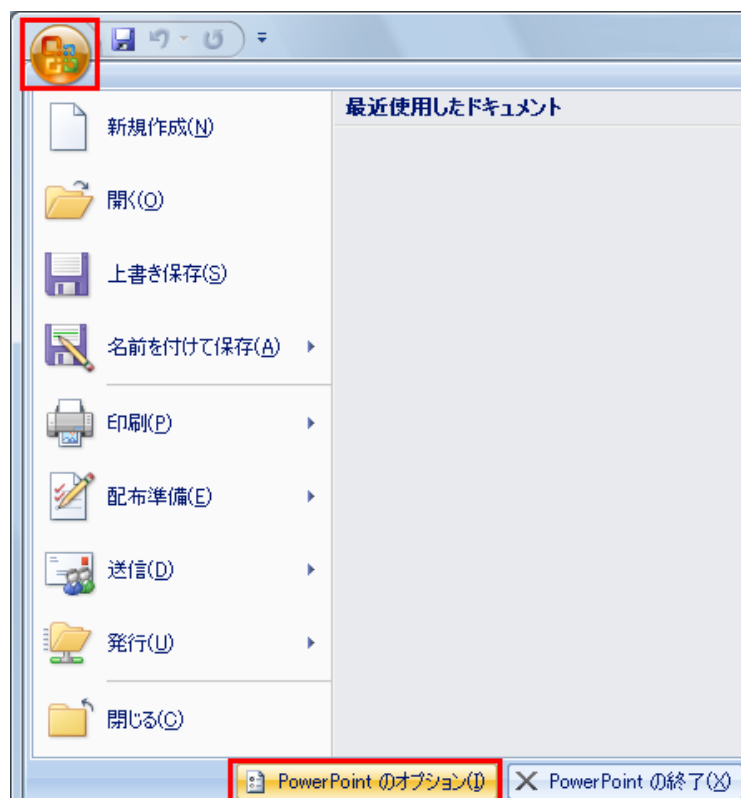 最近使用したドキュメント
新規作成(N)
開く(O)
上書き保存(S)
名前を付けて保存(A)
印刷(P)
配布準備(E)
送信(D)
発行(U)
閉じる(C)
PowerPoint のオプション(I)
PowerPoint の終了(X)